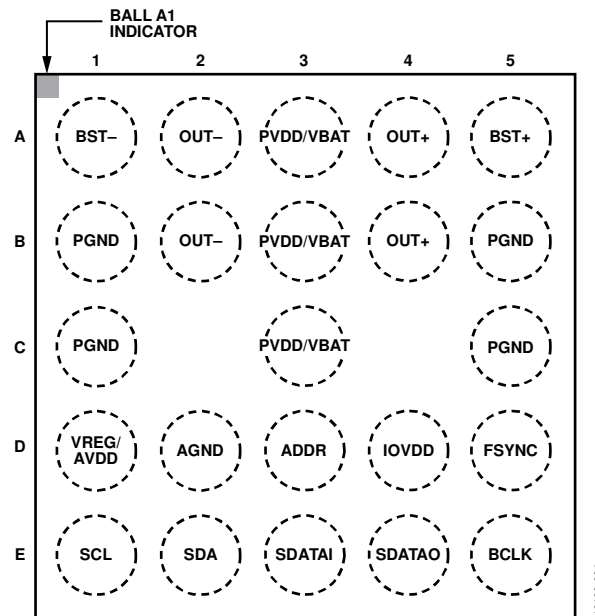 BALL A1
INDICATOR
1 2 3 4 5
A BST– OUT– PVDD/VBAT OUT+ BST+
B PGND OUT– PVDD/VBAT OUT+ PGND
C PGND PVDD/VBAT PGND
D VREG/
AVDD AGND ADDR IOVDD FSYNC
E SCL SDA SDATAI SDATAO BCLK